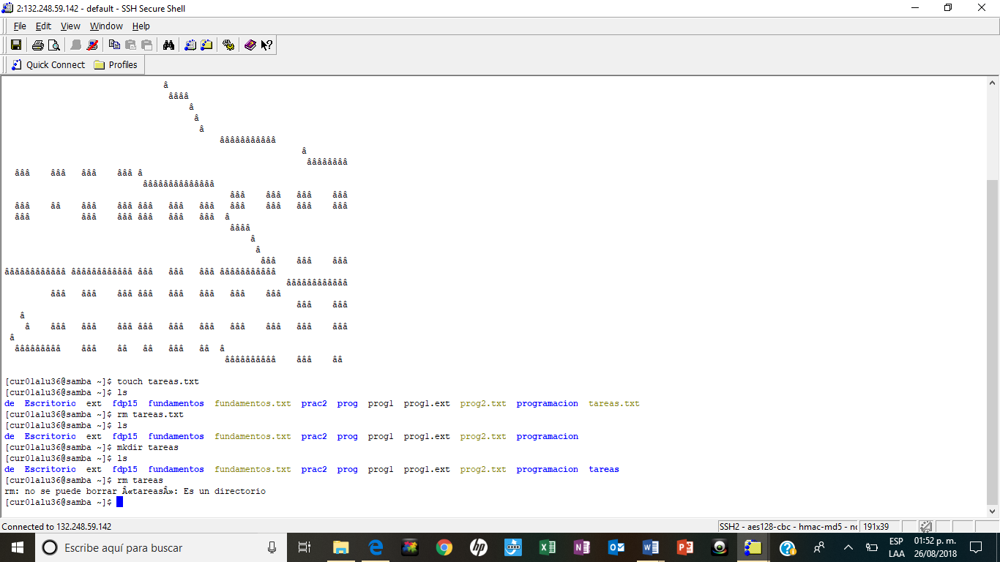 2:132.248.59.142 - default - SSH Secure Shell
File Edit View Window Help
Quick Connect Profiles
â
ââââ
â
â
â
âââââââââââ
â
ââââââââ
âââ âââ âââ âââ â
ââââââââââââââ
âââ âââ âââ âââ
âââ ââ âââ âââ âââ âââ âââ âââ âââ âââ âââ
âââ âââ âââ âââ âââ âââ â
ââââ
â
â
âââ âââ âââ
ââââââââââââ ââââââââââââ âââ âââ âââ âââââââââââ
ââââââââââââ
âââ âââ âââ âââ âââ âââ âââ âââ
âââ âââ
â
â âââ âââ âââ âââ âââ âââ âââ âââ âââ âââ
â
âââââââââ âââ ââ ââ âââ ââ â
ââââââââââ âââ ââ
[cur01alu36@samba ~]$ touch tareas.txt
[cur01alu36@samba ~]$ ls
de Escritorio ext fdp15 fundamentos fundamentos.txt prac2 prog prog1 prog1.ext prog2.txt programacion tareas.txt
[cur01alu36@samba ~]$ rm tareas.txt
[cur01alu36@samba ~]$ ls
de Escritorio ext fdp15 fundamentos fundamentos.txt prac2 prog prog1 prog1.ext prog2.txt programacion
[cur01alu36@samba ~]$ mkdir tareas
[cur01alu36@samba ~]$ ls
de Escritorio ext fdp15 fundamentos fundamentos.txt prac2 prog prog1 prog1.ext prog2.txt programacion tareas
[cur01alu36@samba ~]$ rm tareas
rm: no se puede borrar Â«tareasÂ»: Es un directorio
[cur01alu36@samba ~]$
Connected to 132.248.59.142
SSH2 - aes128-cbc - hmac-md5 - nc 191x39
Escribe aquí para buscar
ESP 01:52 p. m.
LAA 26/08/2018